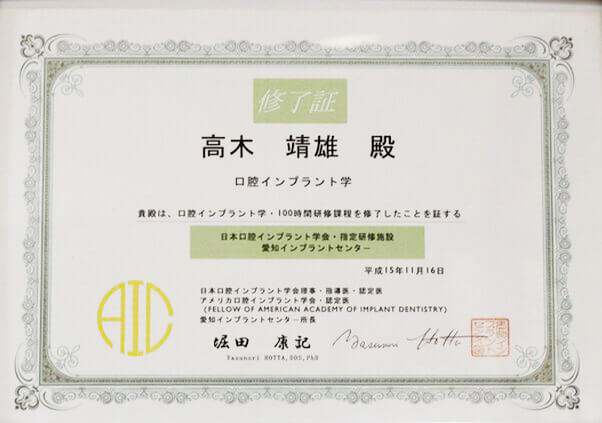 修了証
高木 靖雄 殿
口腔インプラント学
貴殿は、口腔インプラント学・100時間研修課程を修了したことを証する
日本口腔インプラント学会・指定研修施設
愛知インプラントセンター
平成15年11月16日
AIC
日本口腔インプラント学会理事・指導医・認定医
アメリカ口腔インプラント学会・認定医
(FELLOW OF AMERICAN ACADEMY OF IMPLANT DENTISTRY)
愛知インプラントセンター所長
堀田 康記
Yasunori Hotta
Yasunori HOTTA,DDS,PhD